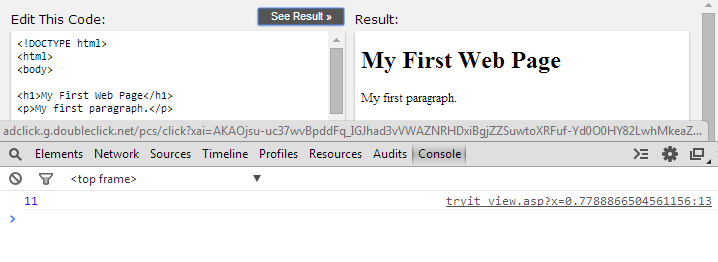 Edit This Code:
See Result »
Result:
<!DOCTYPE html>
<html>
<body>
<h1>My First Web Page</h1>
<p>My first paragraph.</p>
My First Web Page
My first paragraph.
adclick.g.doubleclick.net/pcs/click?xai=AKAOjsu-uc37wvBpddFq_IGJhad3vVWAZNRHDxiBgjZZSuwtoXRFuf-Yd0O0HY82LwhMkeaZ...
Elements Network Sources Timeline Profiles Resources Audits Console
<top frame>
11 tryit view.asp?x=0.7788866504561156:13